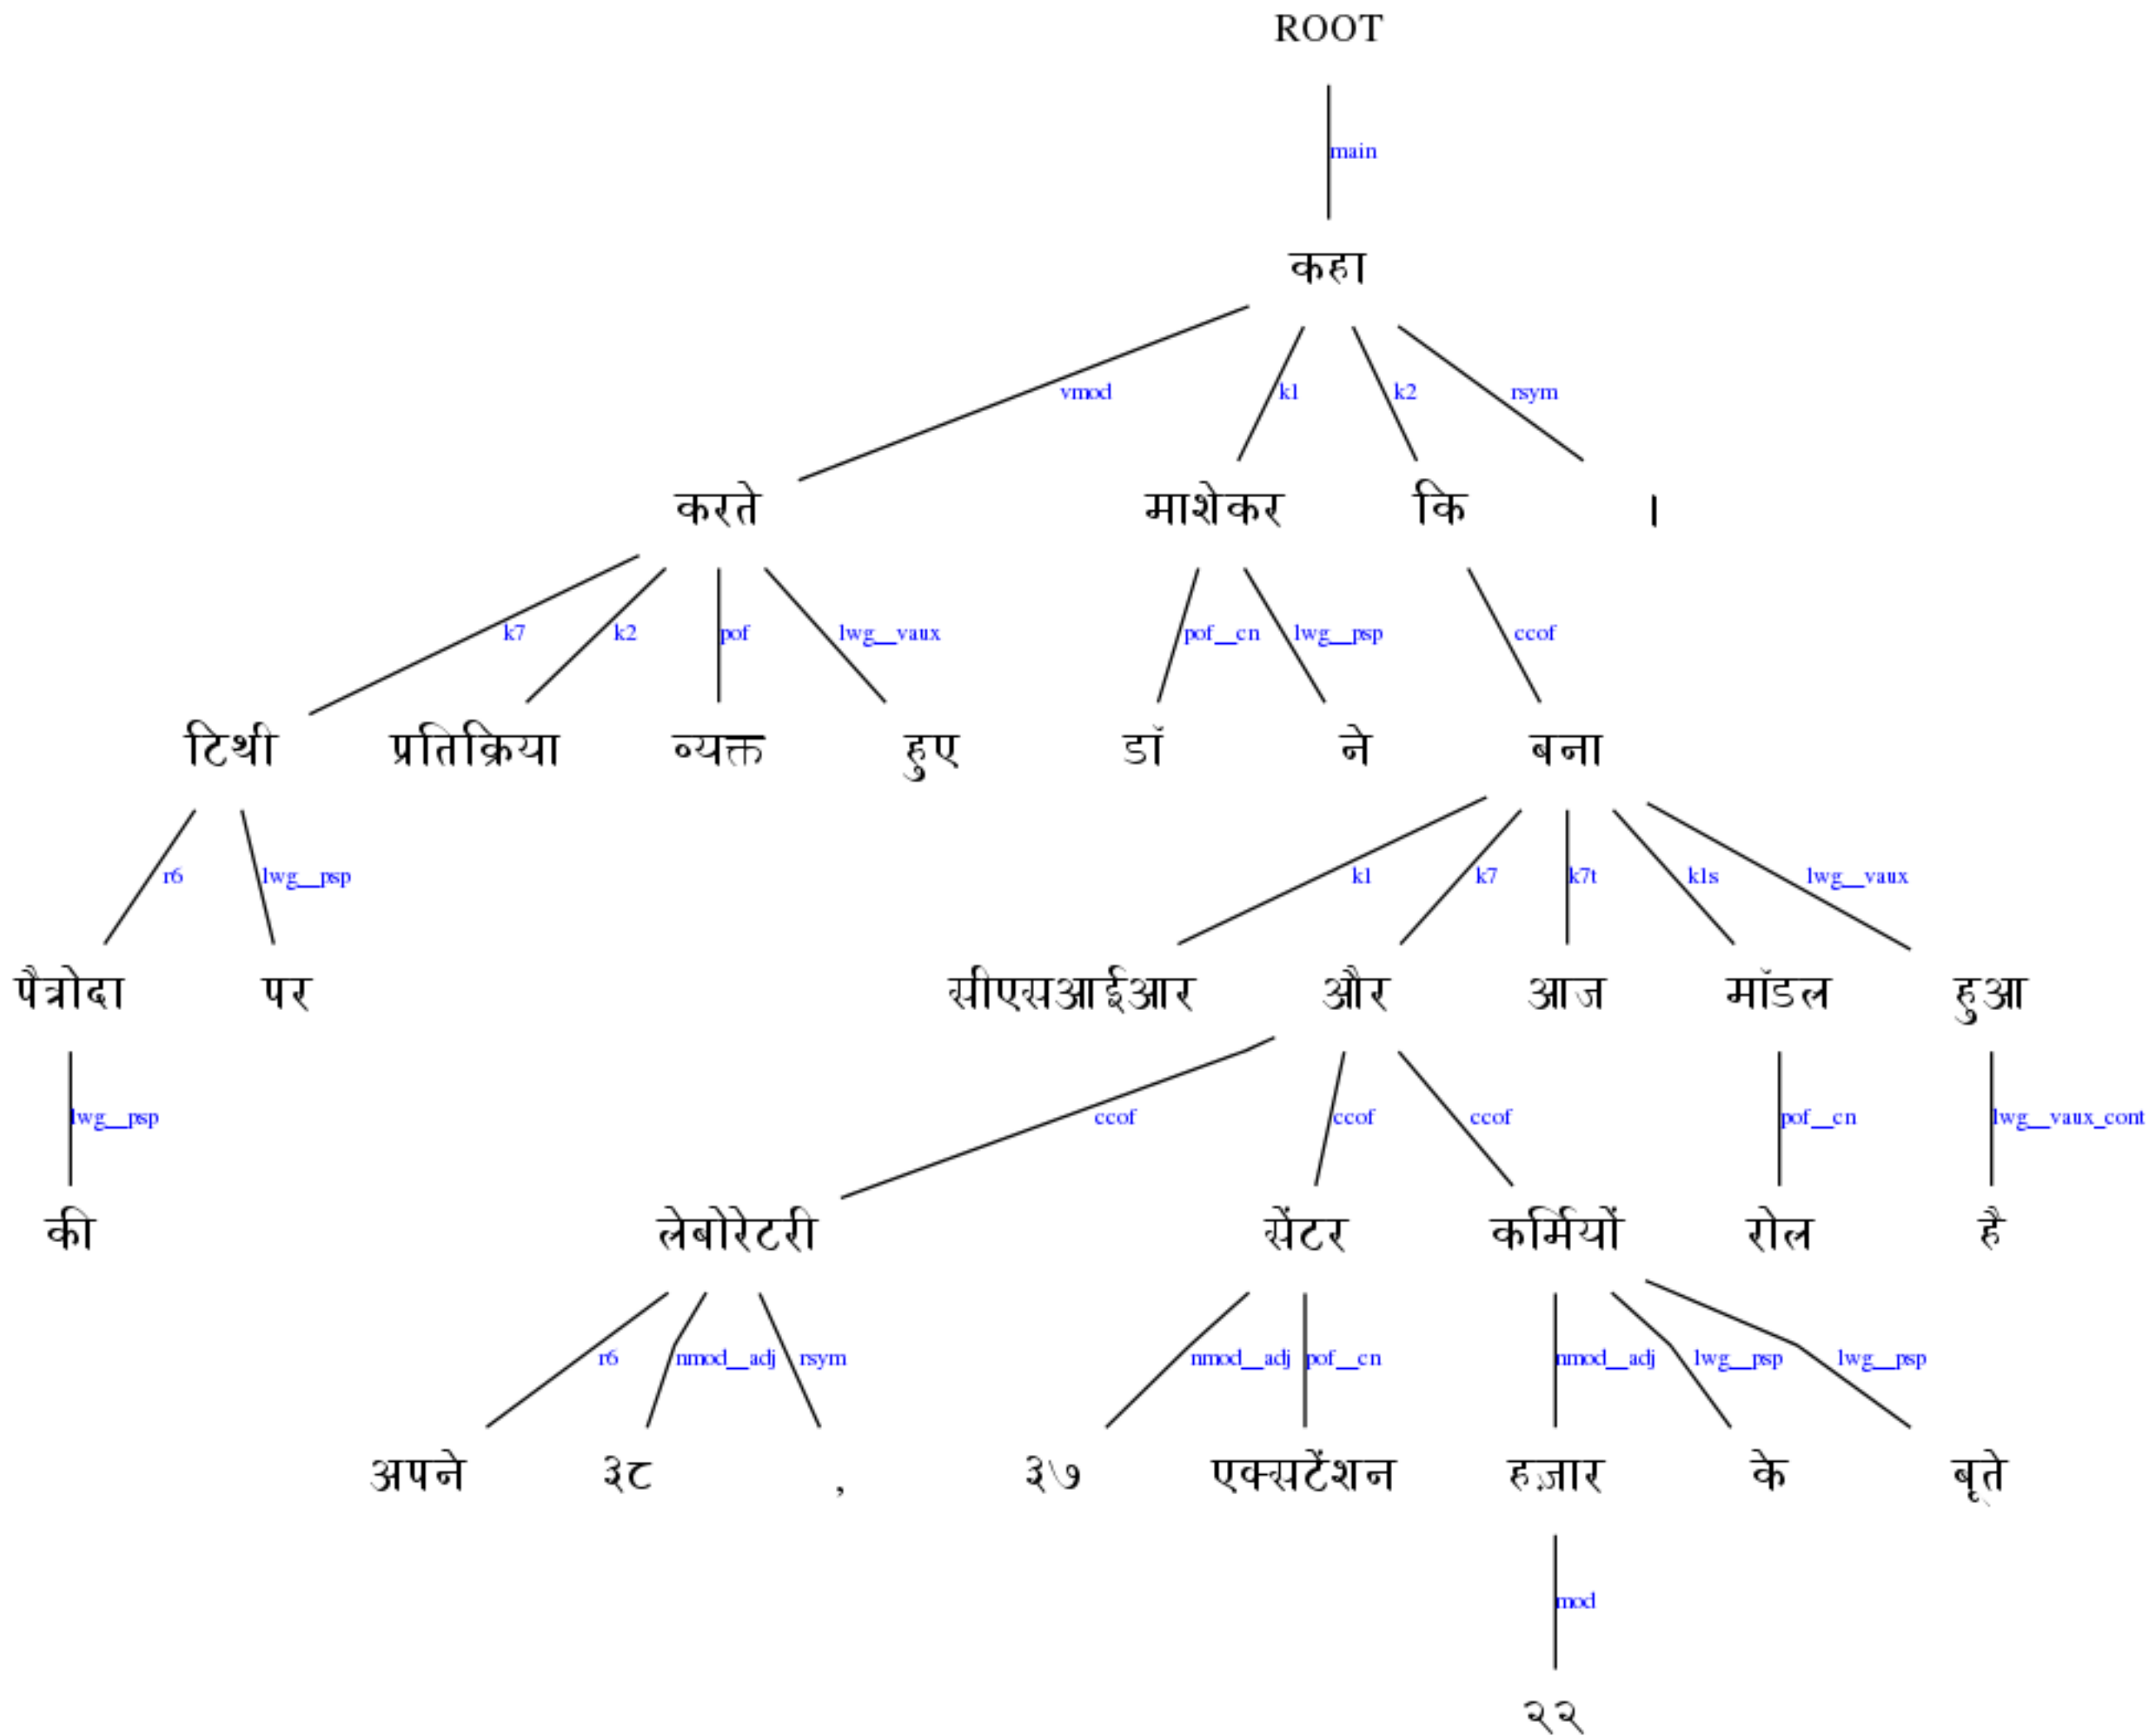 ROOT
main
कहा
vmod k1 k2 rsym
करते माशेकर कि ।
k7 k2 pof lwg__vaux pof__cn lwg__psp ccof
टिथी प्रतिक्रिया व्यक्त हुए डॉ ने बना
r6 lwg__psp k1 k7 k7t k1s lwg__vaux
पैत्रोदा पर सीएसआईआर और आज मॉडल हुआ
lwg__psp ccof ccof ccof pof__cn lwg__vaux_cont
की लेबोरेटरी सेंटर कर्मियों रोल है
r6 nmod__adj rsym nmod__adj pof__cn nmod__adj lwg__psp lwg__psp
अपने ३८ , ३७ एक्सटेंशन हज़ार के बूते
mod
२२